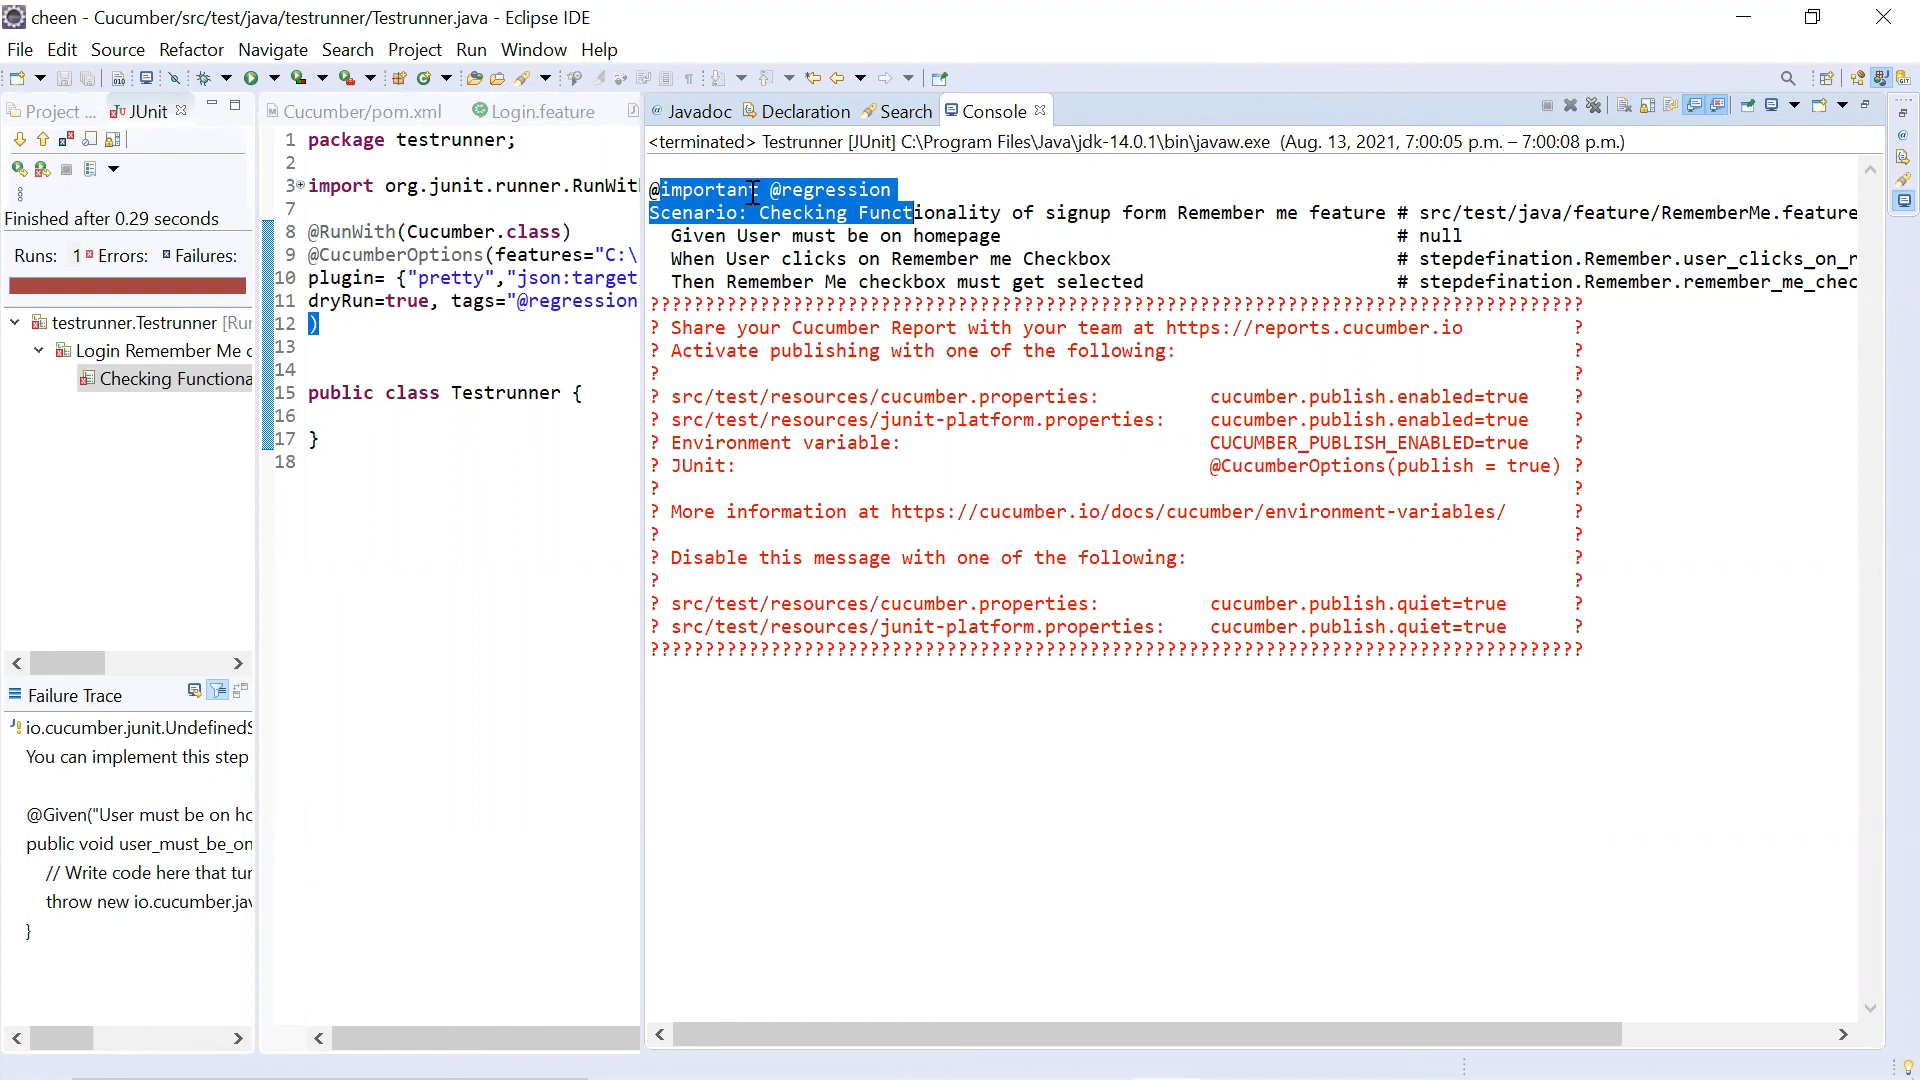 cheen - Cucumber/src/test/java/testrunner/Testrunner.java - Eclipse IDE
File Edit Source Refactor Navigate Search Project Run Window Help
Project ... JUnit
Finished after 0.29 seconds
Runs: 1 Errors: Failures:
testrunner.Testrunner [Rur
Login Remember Me c
Checking Functiona
Failure Trace
io.cucumber.junit.UndefinedS
You can implement this step
@Given("User must be on ho
public void user_must_be_on
// Write code here that tur
throw new io.cucumber.jav
}
Cucumber/pom.xml Login.feature
1 package testrunner;
2
3 import org.junit.runner.RunWit
7
8 @RunWith(Cucumber.class)
9 @CucumberOptions(features="C:\
10 plugin= {"pretty","json:target
11 dryRun=true, tags="@regression
12 )
13
14
15 public class Testrunner {
16
17 }
18
Javadoc Declaration Search Console
<terminated> Testrunner [JUnit] C:\Program Files\Java\jdk-14.0.1\bin\javaw.exe (Aug. 13, 2021, 7:00:05 p.m. – 7:00:08 p.m.)
@important @regression
Scenario: Checking Functionality of signup form Remember me feature # src/test/java/feature/RememberMe.feature
Given User must be on homepage # null
When User clicks on Remember me Checkbox # stepdefination.Remember.user_clicks_on_r
Then Remember Me checkbox must get selected # stepdefination.Remember.remember_me_chec
?????????????????????????????????????????????????????????????????????????????????????
? Share your Cucumber Report with your team at https://reports.cucumber.io ?
? Activate publishing with one of the following: ?
? ?
? src/test/resources/cucumber.properties: cucumber.publish.enabled=true ?
? src/test/resources/junit-platform.properties: cucumber.publish.enabled=true ?
? Environment variable: CUCUMBER_PUBLISH_ENABLED=true ?
? JUnit: @CucumberOptions(publish = true) ?
? ?
? More information at https://cucumber.io/docs/cucumber/environment-variables/ ?
? ?
? Disable this message with one of the following: ?
? ?
? src/test/resources/cucumber.properties: cucumber.publish.quiet=true ?
? src/test/resources/junit-platform.properties: cucumber.publish.quiet=true ?
?????????????????????????????????????????????????????????????????????????????????????